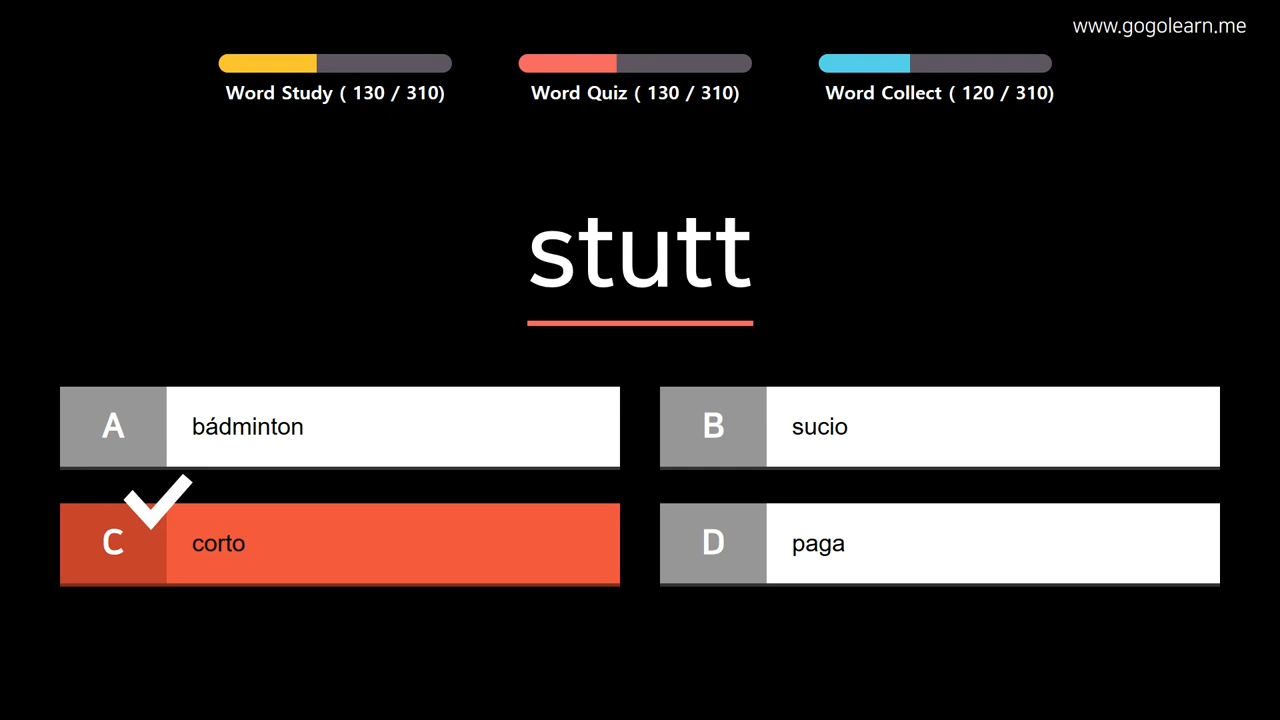 www.gogolearn.me
Word Study ( 130 / 310)
Word Quiz ( 130 / 310)
Word Collect ( 120 / 310)
stutt
A bádminton
B sucio
C corto
D paga